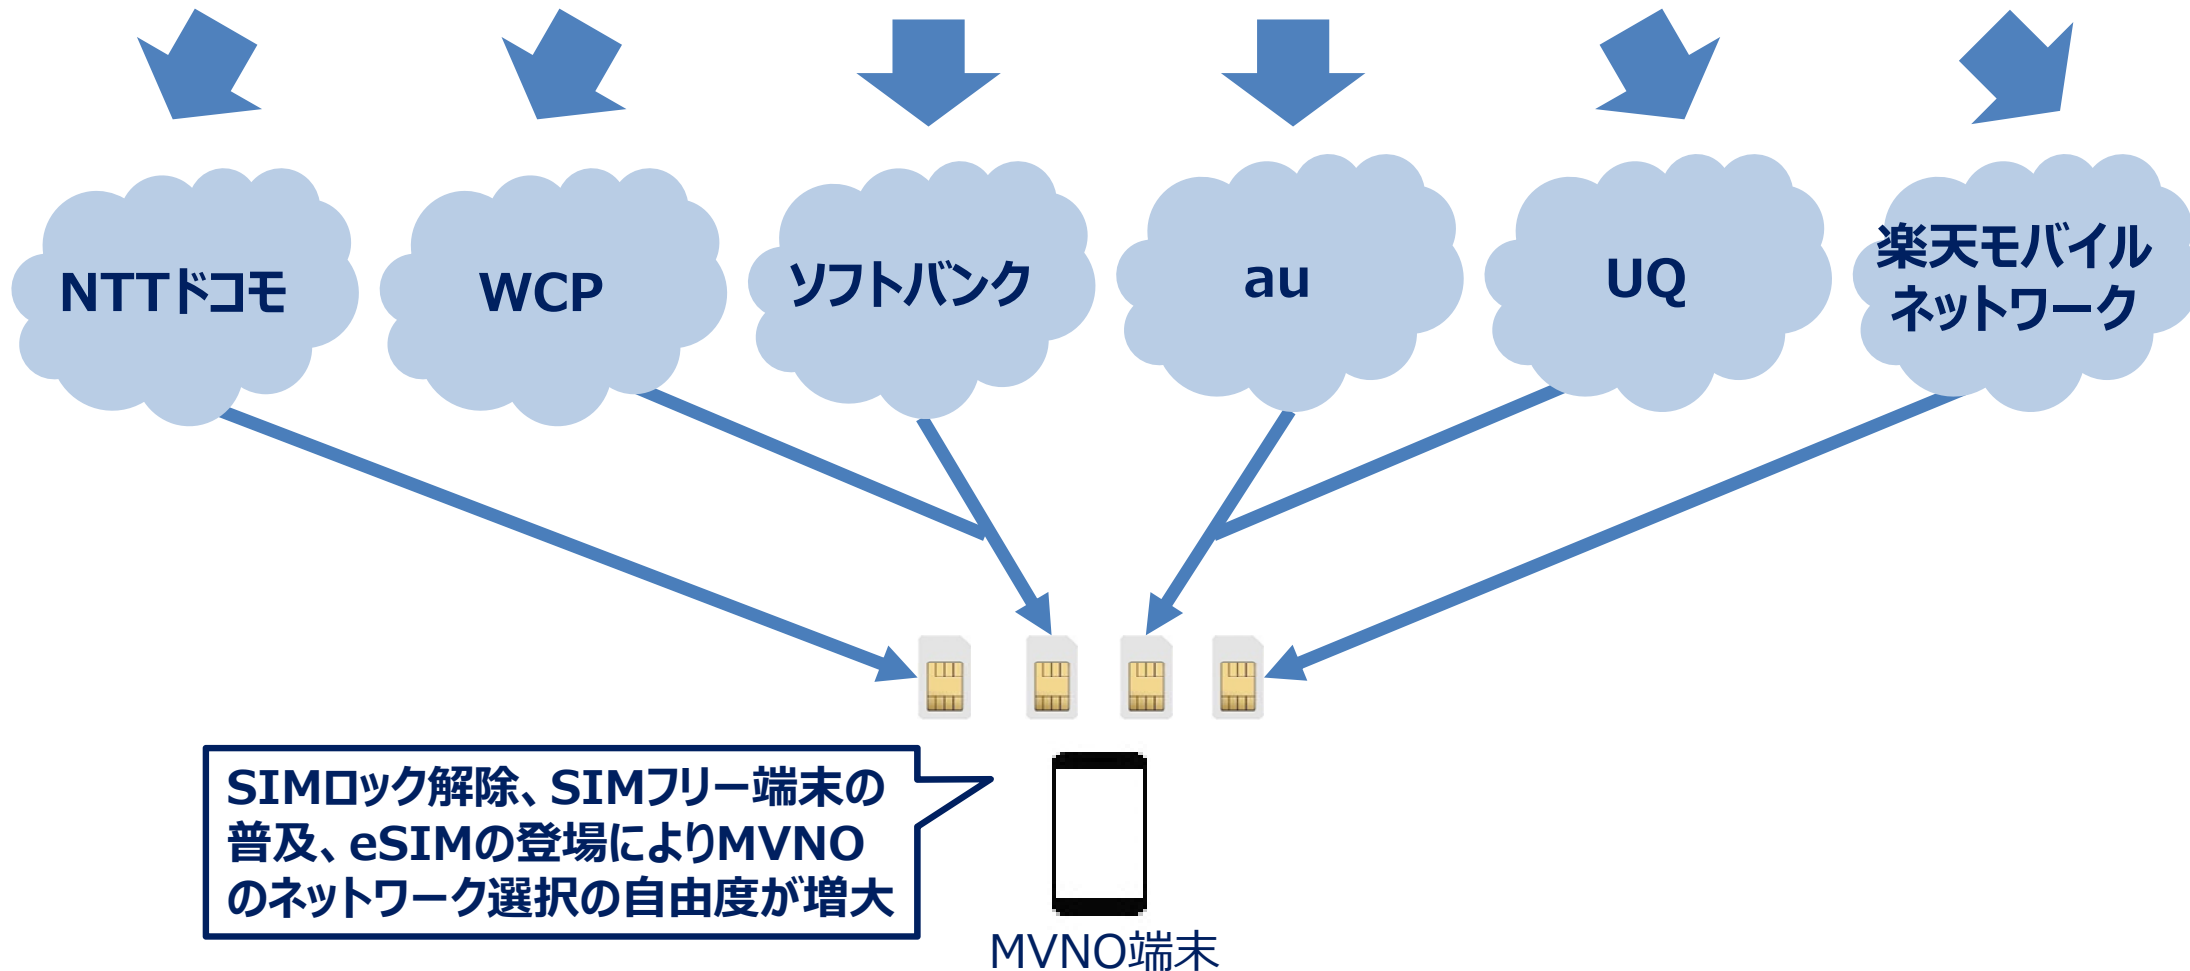 NTTドコモ
WCP
ソフトバンク
au
UQ
楽天モバイル
ネットワーク
SIMロック解除、SIMフリー端末の
普及、eSIMの登場によりMVNO
のネットワーク選択の自由度が増大
MVNO端末